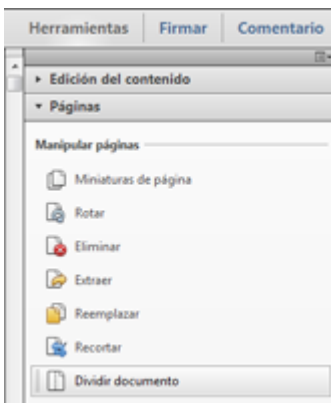 Herramientas Firmar Comentario
Edición del contenido
Páginas
Manipular páginas
Miniaturas de página
Rotar
Eliminar
Extraer
Reemplazar
Recortar
Dividir documento